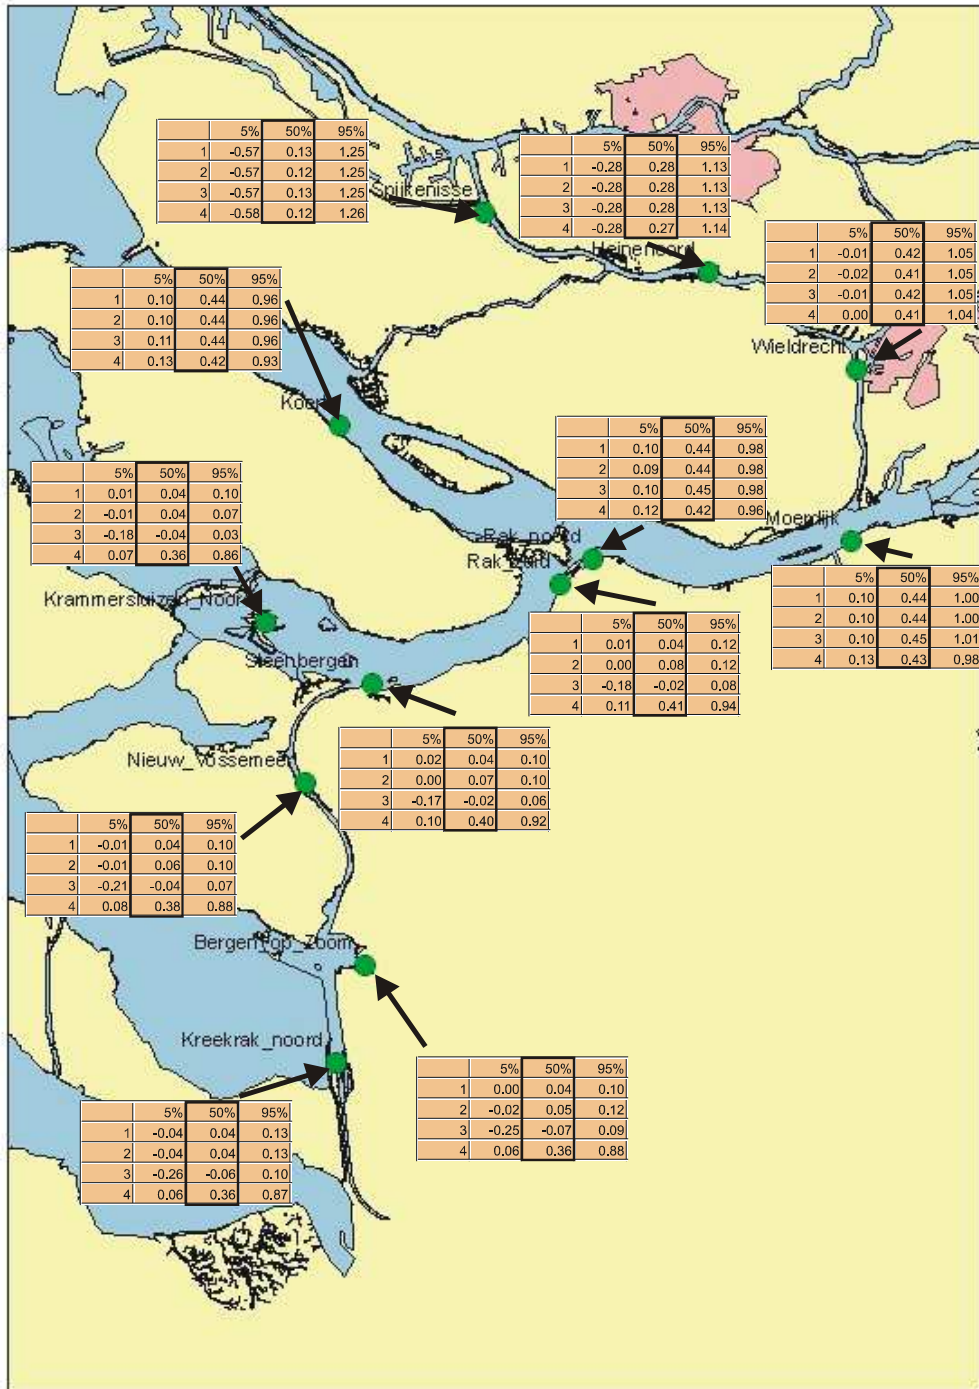 5% 50% 95%
1 -0.57 0.13 1.25
2 -0.57 0.12 1.25
3 -0.57 0.13 1.25
4 -0.58 0.12 1.26
Spijkenisse
5% 50% 95%
1 -0.28 0.28 1.13
2 -0.28 0.28 1.13
3 -0.28 0.28 1.13
4 -0.28 0.27 1.14
Heinenoord
5% 50% 95%
1 -0.01 0.42 1.05
2 -0.02 0.41 1.05
3 -0.01 0.42 1.05
4 0.00 0.41 1.04
Wieldrecht
5% 50% 95%
1 0.10 0.44 0.96
2 0.10 0.44 0.96
3 0.11 0.44 0.96
4 0.13 0.42 0.93
5% 50% 95%
1 0.10 0.44 0.98
2 0.09 0.44 0.98
3 0.10 0.45 0.98
4 0.12 0.42 0.96
Rak_noord
Rak_zuid
Moerdijk
5% 50% 95%
1 0.01 0.04 0.10
2 -0.01 0.04 0.07
3 -0.18 -0.04 0.03
4 0.07 0.36 0.86
Krammersluizen_Noor
5% 50% 95%
1 0.10 0.44 1.00
2 0.10 0.44 1.00
3 0.10 0.45 1.01
4 0.13 0.43 0.98
5% 50% 95%
1 0.01 0.04 0.12
2 0.00 0.08 0.12
3 -0.18 -0.02 0.08
4 0.11 0.41 0.94
Steenbergen
5% 50% 95%
1 0.02 0.04 0.10
2 0.00 0.07 0.10
3 -0.17 -0.02 0.06
4 0.10 0.40 0.92
Nieuw_Vossemeer
5% 50% 95%
1 -0.01 0.04 0.10
2 -0.01 0.06 0.10
3 -0.21 -0.04 0.07
4 0.08 0.38 0.88
Bergen_op_Zoom
Kreekrak_noord
5% 50% 95%
1 0.00 0.04 0.10
2 -0.02 0.05 0.12
3 -0.25 -0.07 0.09
4 0.06 0.36 0.88
5% 50% 95%
1 -0.04 0.04 0.13
2 -0.04 0.04 0.13
3 -0.26 -0.06 0.10
4 0.06 0.36 0.87